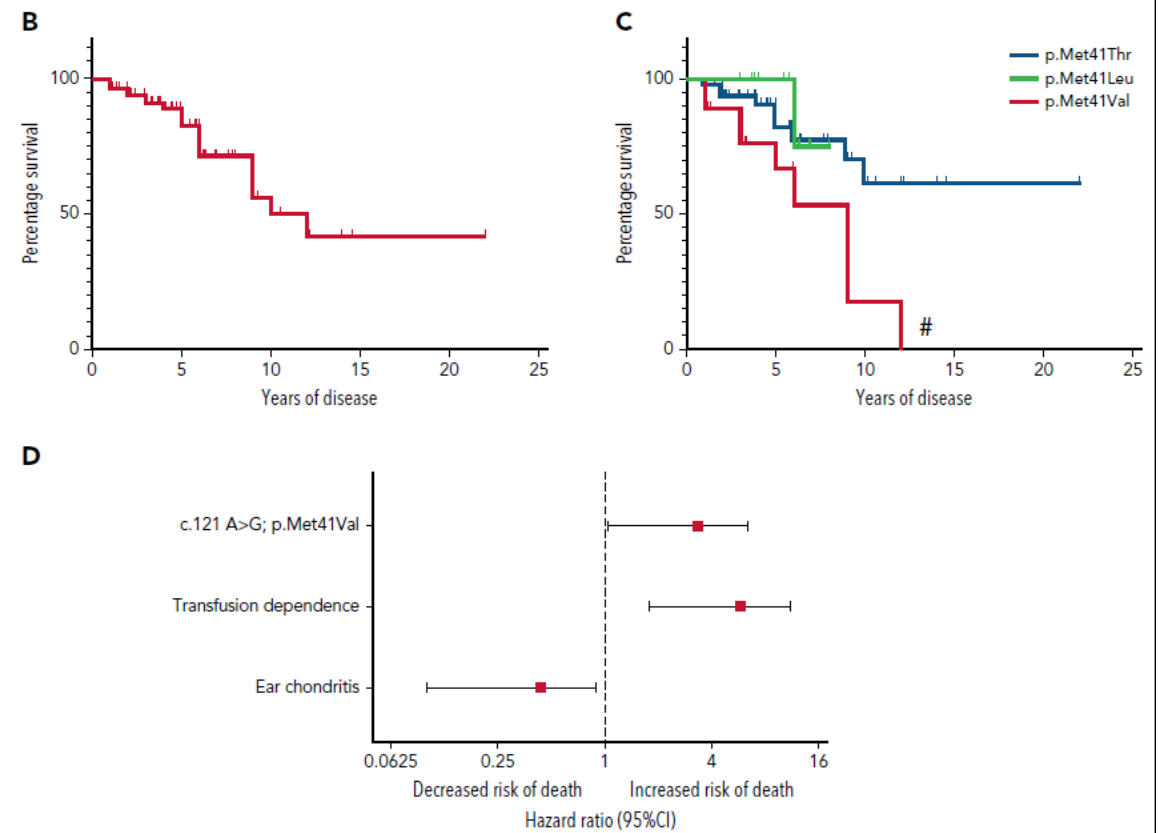 B
100
50
0
Percentage survival
0 5 10 15 20 25
Years of disease
C
p.Met41Thr
p.Met41Leu
p.Met41Val
100
50
0
Percentage survival
#
0 5 10 15 20 25
Years of disease
D
c.121 A>G; p.Met41Val
Transfusion dependence
Ear chondritis
0.0625 0.25 1 4 16
Decreased risk of death Increased risk of death
Hazard ratio (95%CI)